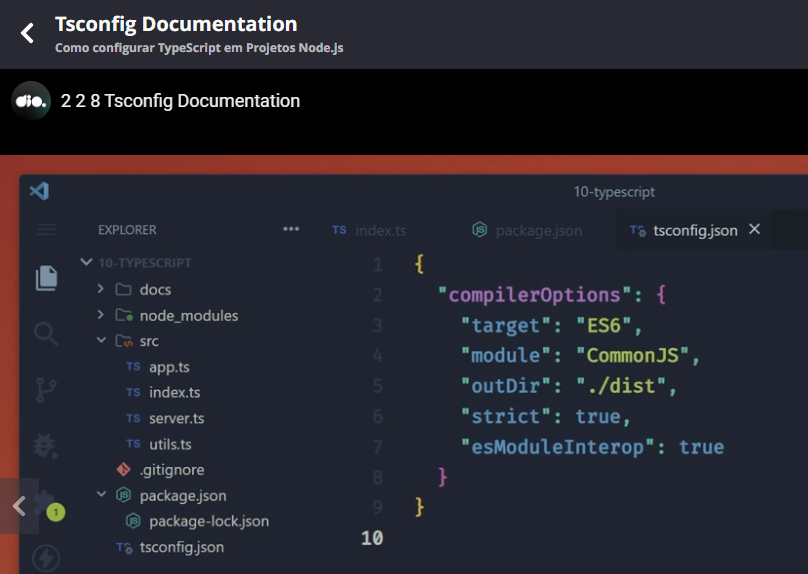 Tsconfig Documentation
Como configurar TypeScript em Projetos Node.js
dio. 2 2 8 Tsconfig Documentation
10-typescript
EXPLORER ••• TS index.ts JS package.json TS tsconfig.json ×
10-TYPESCRIPT
docs
node_modules
src
TS app.ts
TS index.ts
TS server.ts
TS utils.ts
.gitignore
JS package.json
JS package-lock.json
TS tsconfig.json
1
1 {
2 "compilerOptions": {
3 "target": "ES6",
4 "module": "CommonJS",
5 "outDir": "./dist",
6 "strict": true,
7 "esModuleInterop": true
8 }
9 }
10